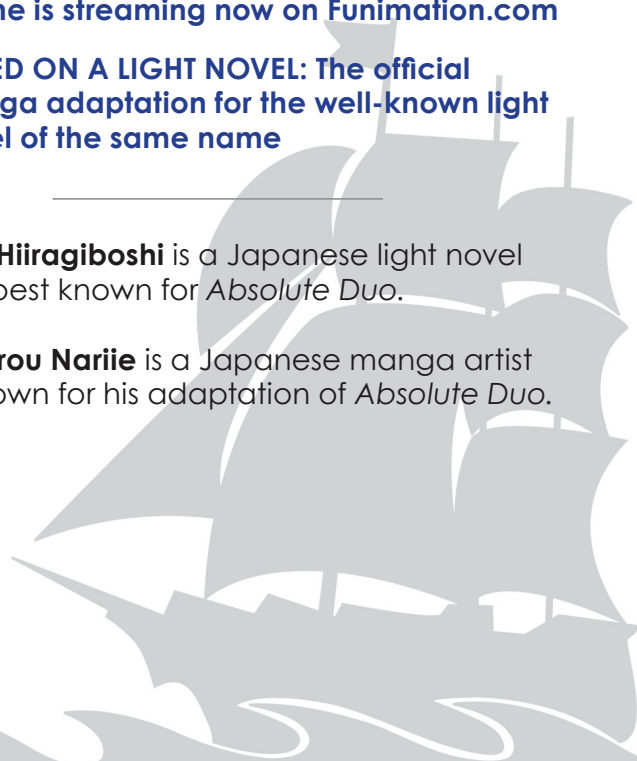 ne is streaming now on Funimation.com
ED ON A LIGHT NOVEL: The official
ga adaptation for the well-known light
el of the same name
Hiiragiboshi is a Japanese light novel
best known for Absolute Duo.
rou Nariie is a Japanese manga artist
own for his adaptation of Absolute Duo.